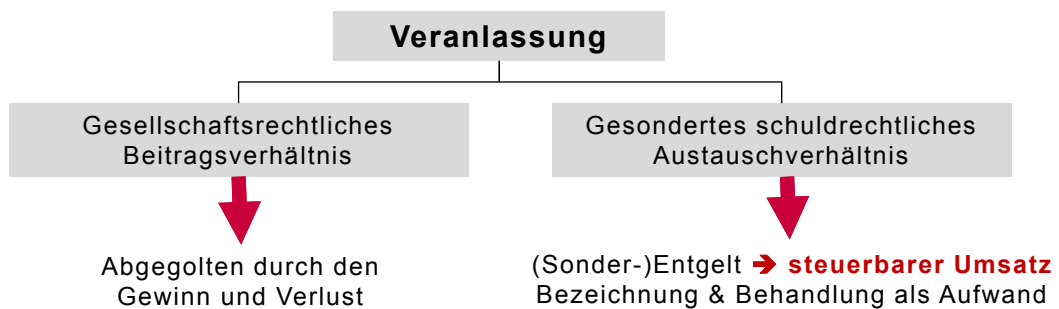 Veranlassung
Gesellschaftsrechtliches
Beitragsverhältnis
Gesondertes schuldrechtliches
Austauschverhältnis
Abgegolten durch den
Gewinn und Verlust
(Sonder-)Entgelt ➔ steuerbarer Umsatz
Bezeichnung & Behandlung als Aufwand